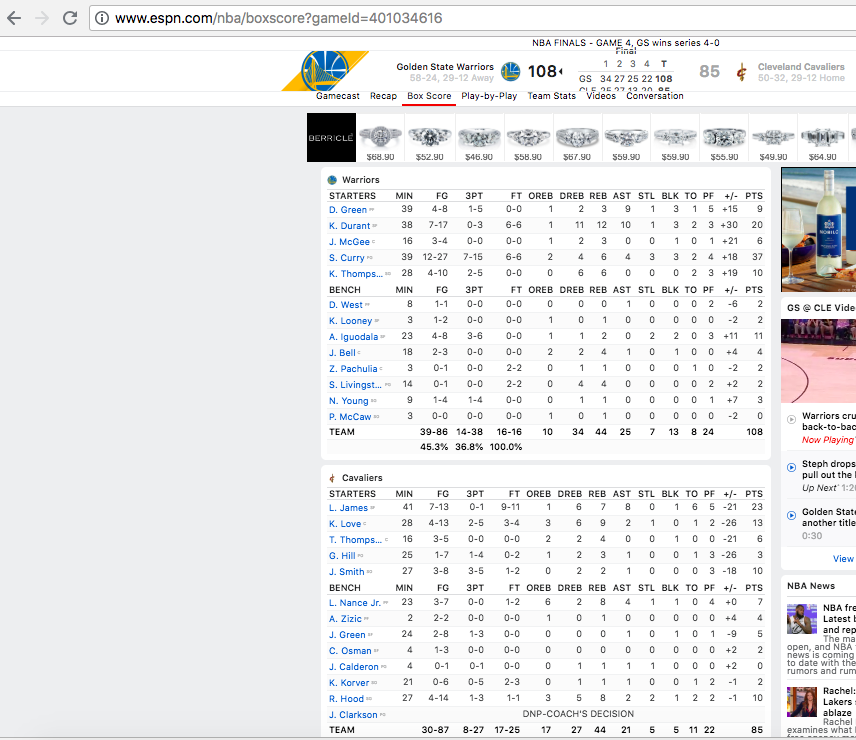 www.espn.com/nba/boxscore?gameId=401034616
NBA FINALS - GAME 4, GS wins series 4-0
Final
Golden State Warriors 108 1 2 3 4 T 85 Cleveland Cavaliers
58-24, 29-12 Away GS 34 27 25 22 108 50-32, 29-12 Home
CLE 25 27 13 20 85
Gamecast Recap Box Score Play-by-Play Team Stats Videos Conversation
BERRICLE
$68.90 $52.90 $46.90 $58.90 $67.90 $59.90 $59.90 $55.90 $49.90 $64.90
Warriors
STARTERS MIN FG 3PT FT OREB DREB REB AST STL BLK TO PF +/- PTS
D. Green PF 39 4-8 1-5 0-0 1 2 3 9 1 3 1 5 +15 9
K. Durant SF 38 7-17 0-3 6-6 1 11 12 10 1 3 2 3 +30 20
J. McGee C 16 3-4 0-0 0-0 1 2 3 0 0 1 0 1 +21 6
S. Curry PG 39 12-27 7-15 6-6 2 4 6 4 3 3 2 4 +18 37
K. Thomps... SG 28 4-10 2-5 0-0 0 6 6 0 0 2 3 +19 10
BENCH MIN FG 3PT FT OREB DREB REB AST STL BLK TO PF +/- PTS
D. West PF 8 1-1 0-0 0-0 0 0 0 1 0 0 0 2 -6 2
K. Looney SF 3 1-2 0-0 0-0 1 0 1 0 0 0 0 0 -2 2
A. Iguodala SF 23 4-8 3-6 0-0 1 1 2 0 2 2 0 3 +11 11
J. Bell C 18 2-3 0-0 0-0 2 2 4 1 0 1 0 0 +4 4
Z. Pachulia C 3 0-1 0-0 2-2 0 1 1 0 0 0 1 0 -2 2
S. Livingst... PG 14 0-1 0-0 2-2 0 4 4 0 0 0 0 2 +2 2
N. Young SG 9 1-4 1-4 0-0 0 1 1 0 0 0 0 1 +7 3
P. McCaw SG 3 0-0 0-0 0-0 1 0 1 0 0 0 0 0 -2 0
TEAM 39-86 14-38 16-16 10 34 44 25 7 13 8 24 108
45.3% 36.8% 100.0%
Cavaliers
STARTERS MIN FG 3PT FT OREB DREB REB AST STL BLK TO PF +/- PTS
L. James SF 41 7-13 0-1 9-11 1 6 7 8 0 1 6 5 -21 23
K. Love C 28 4-13 2-5 3-4 3 6 9 2 1 0 1 2 -26 13
T. Thomps... C 16 3-5 0-0 0-0 2 2 4 0 0 1 0 0 -21 6
G. Hill PG 25 1-7 1-4 0-2 1 2 3 1 0 0 1 3 -26 3
J. Smith SG 27 3-8 3-5 1-2 0 2 2 1 0 0 0 3 -18 10
BENCH MIN FG 3PT FT OREB DREB REB AST STL BLK TO PF +/- PTS
L. Nance Jr. PF 23 3-7 0-0 1-2 6 2 8 4 1 1 0 4 +0 7
A. Zizic PF 2 2-2 0-0 0-0 1 0 1 0 0 0 0 0 +4 4
J. Green SF 24 2-8 1-3 0-0 0 0 0 1 0 1 0 1 -9 5
C. Osman SF 4 1-3 0-0 0-0 0 0 0 0 1 0 0 0 +2 2
J. Calderon PG 4 0-1 0-1 0-0 0 1 1 1 1 0 0 0 +2 0
K. Korver SG 21 0-6 0-5 2-3 0 1 1 1 0 0 1 2 -1 2
R. Hood SG 27 4-14 1-3 1-1 3 5 8 2 2 1 2 2 -1 10
J. Clarkson PG DNP-COACH'S DECISION
TEAM 30-87 8-27 17-25 17 27 44 21 5 5 11 22 85
NOBILO
GS @ CLE Vide
Warriors cru
back-to-bac
Now Playing
Steph drops
pull out the
Up Next 1:2
Golden State
another title
0:30
View
NBA News
NBA fre
Latest b
and rep
The ma
open, and NBA
news is coming
to date with the
rumors and rum
Rachel:
Lakers
ablaze
Rachel
examines what